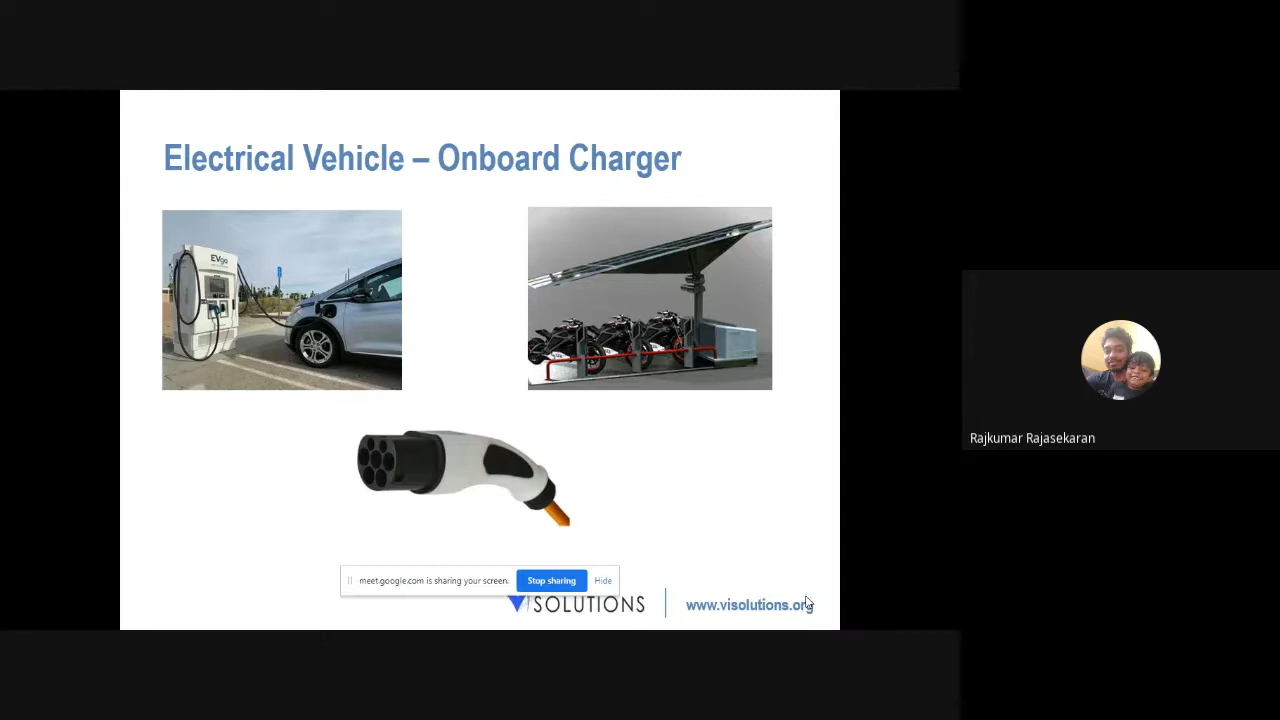 Electrical Vehicle – Onboard Charger
EVgo
meet.google.com is sharing your screen.
Stop sharing
Hide
VISOLUTIONS
www.visolutions.org
Rajkumar Rajasekaran